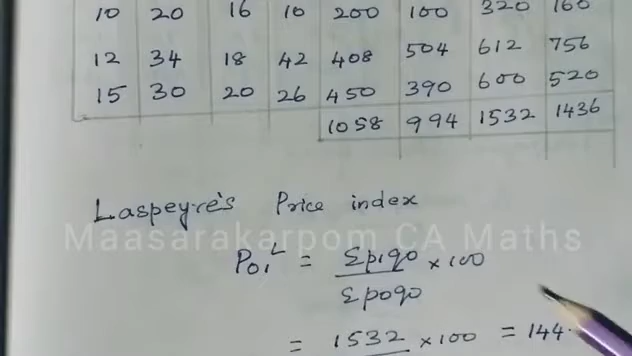 10 20 16 10 200 100 320 160
12 34 18 42 408 504 612 756
15 30 20 26 450 390 600 520
1058 994 1532 1436
Laspeyre's Price index
Maasarakarpom CA Maths
P₀₁ᴸ = Σp₁q₀ / Σp₀q₀ × 100
= 1532 × 100 = 144.